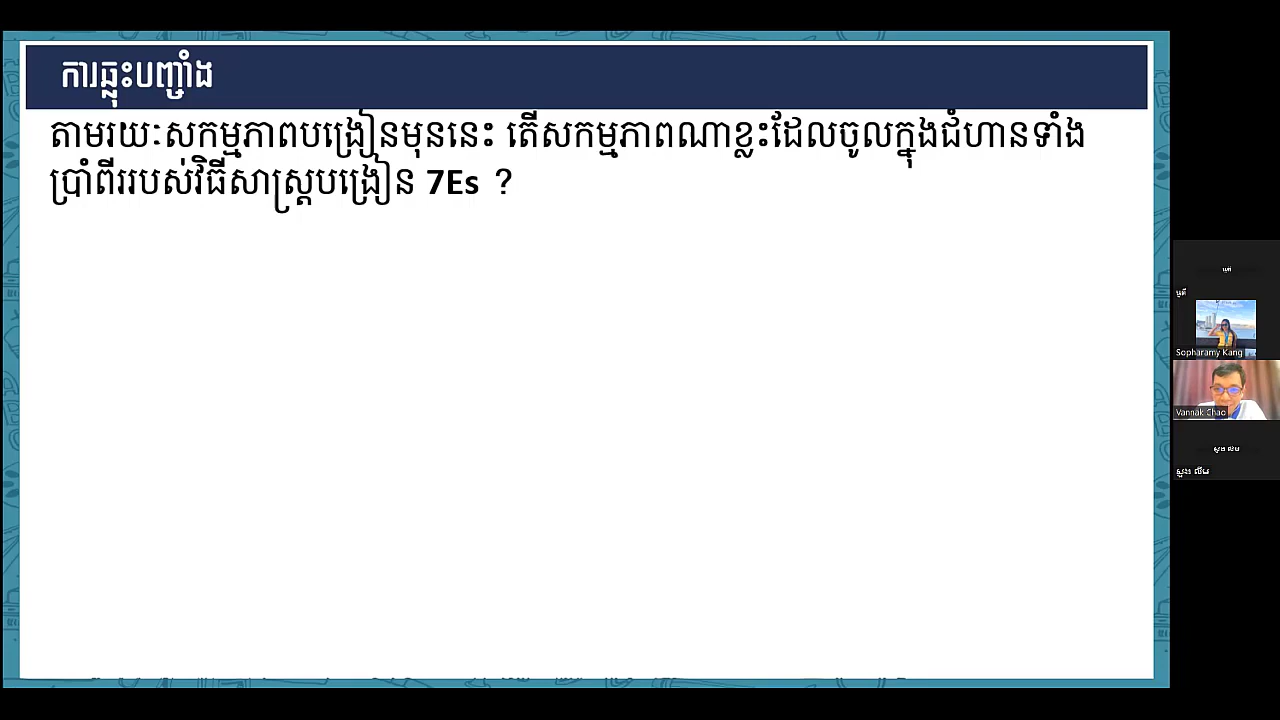 ការឆ្លុះបញ្ចាំង
តាមរយៈសកម្មភាពបង្រៀនមុននេះ តើសកម្មភាពណាខ្លះដែលចូលក្នុងជំហានទាំង
ប្រាំពីររបស់វិធីសាស្ត្របង្រៀន 7Es ?
Sopharamy Kang
Vannak Chao